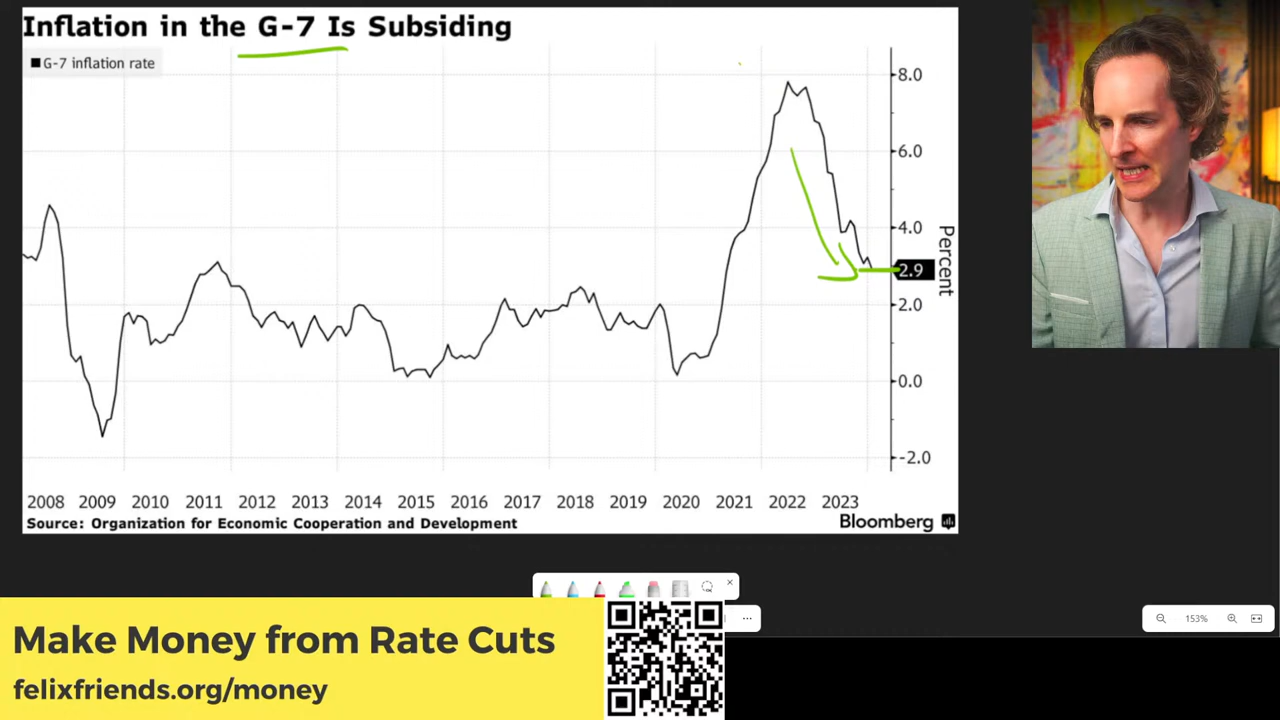 Inflation in the G-7 Is Subsiding
G-7 inflation rate
8.0
6.0
4.0
2.9
2.0
0.0
-2.0
Percent
2008 2009 2010 2011 2012 2013 2014 2015 2016 2017 2018 2019 2020 2021 2022 2023
Source: Organization for Economic Cooperation and Development
Bloomberg
153%
Make Money from Rate Cuts
felixfriends.org/money